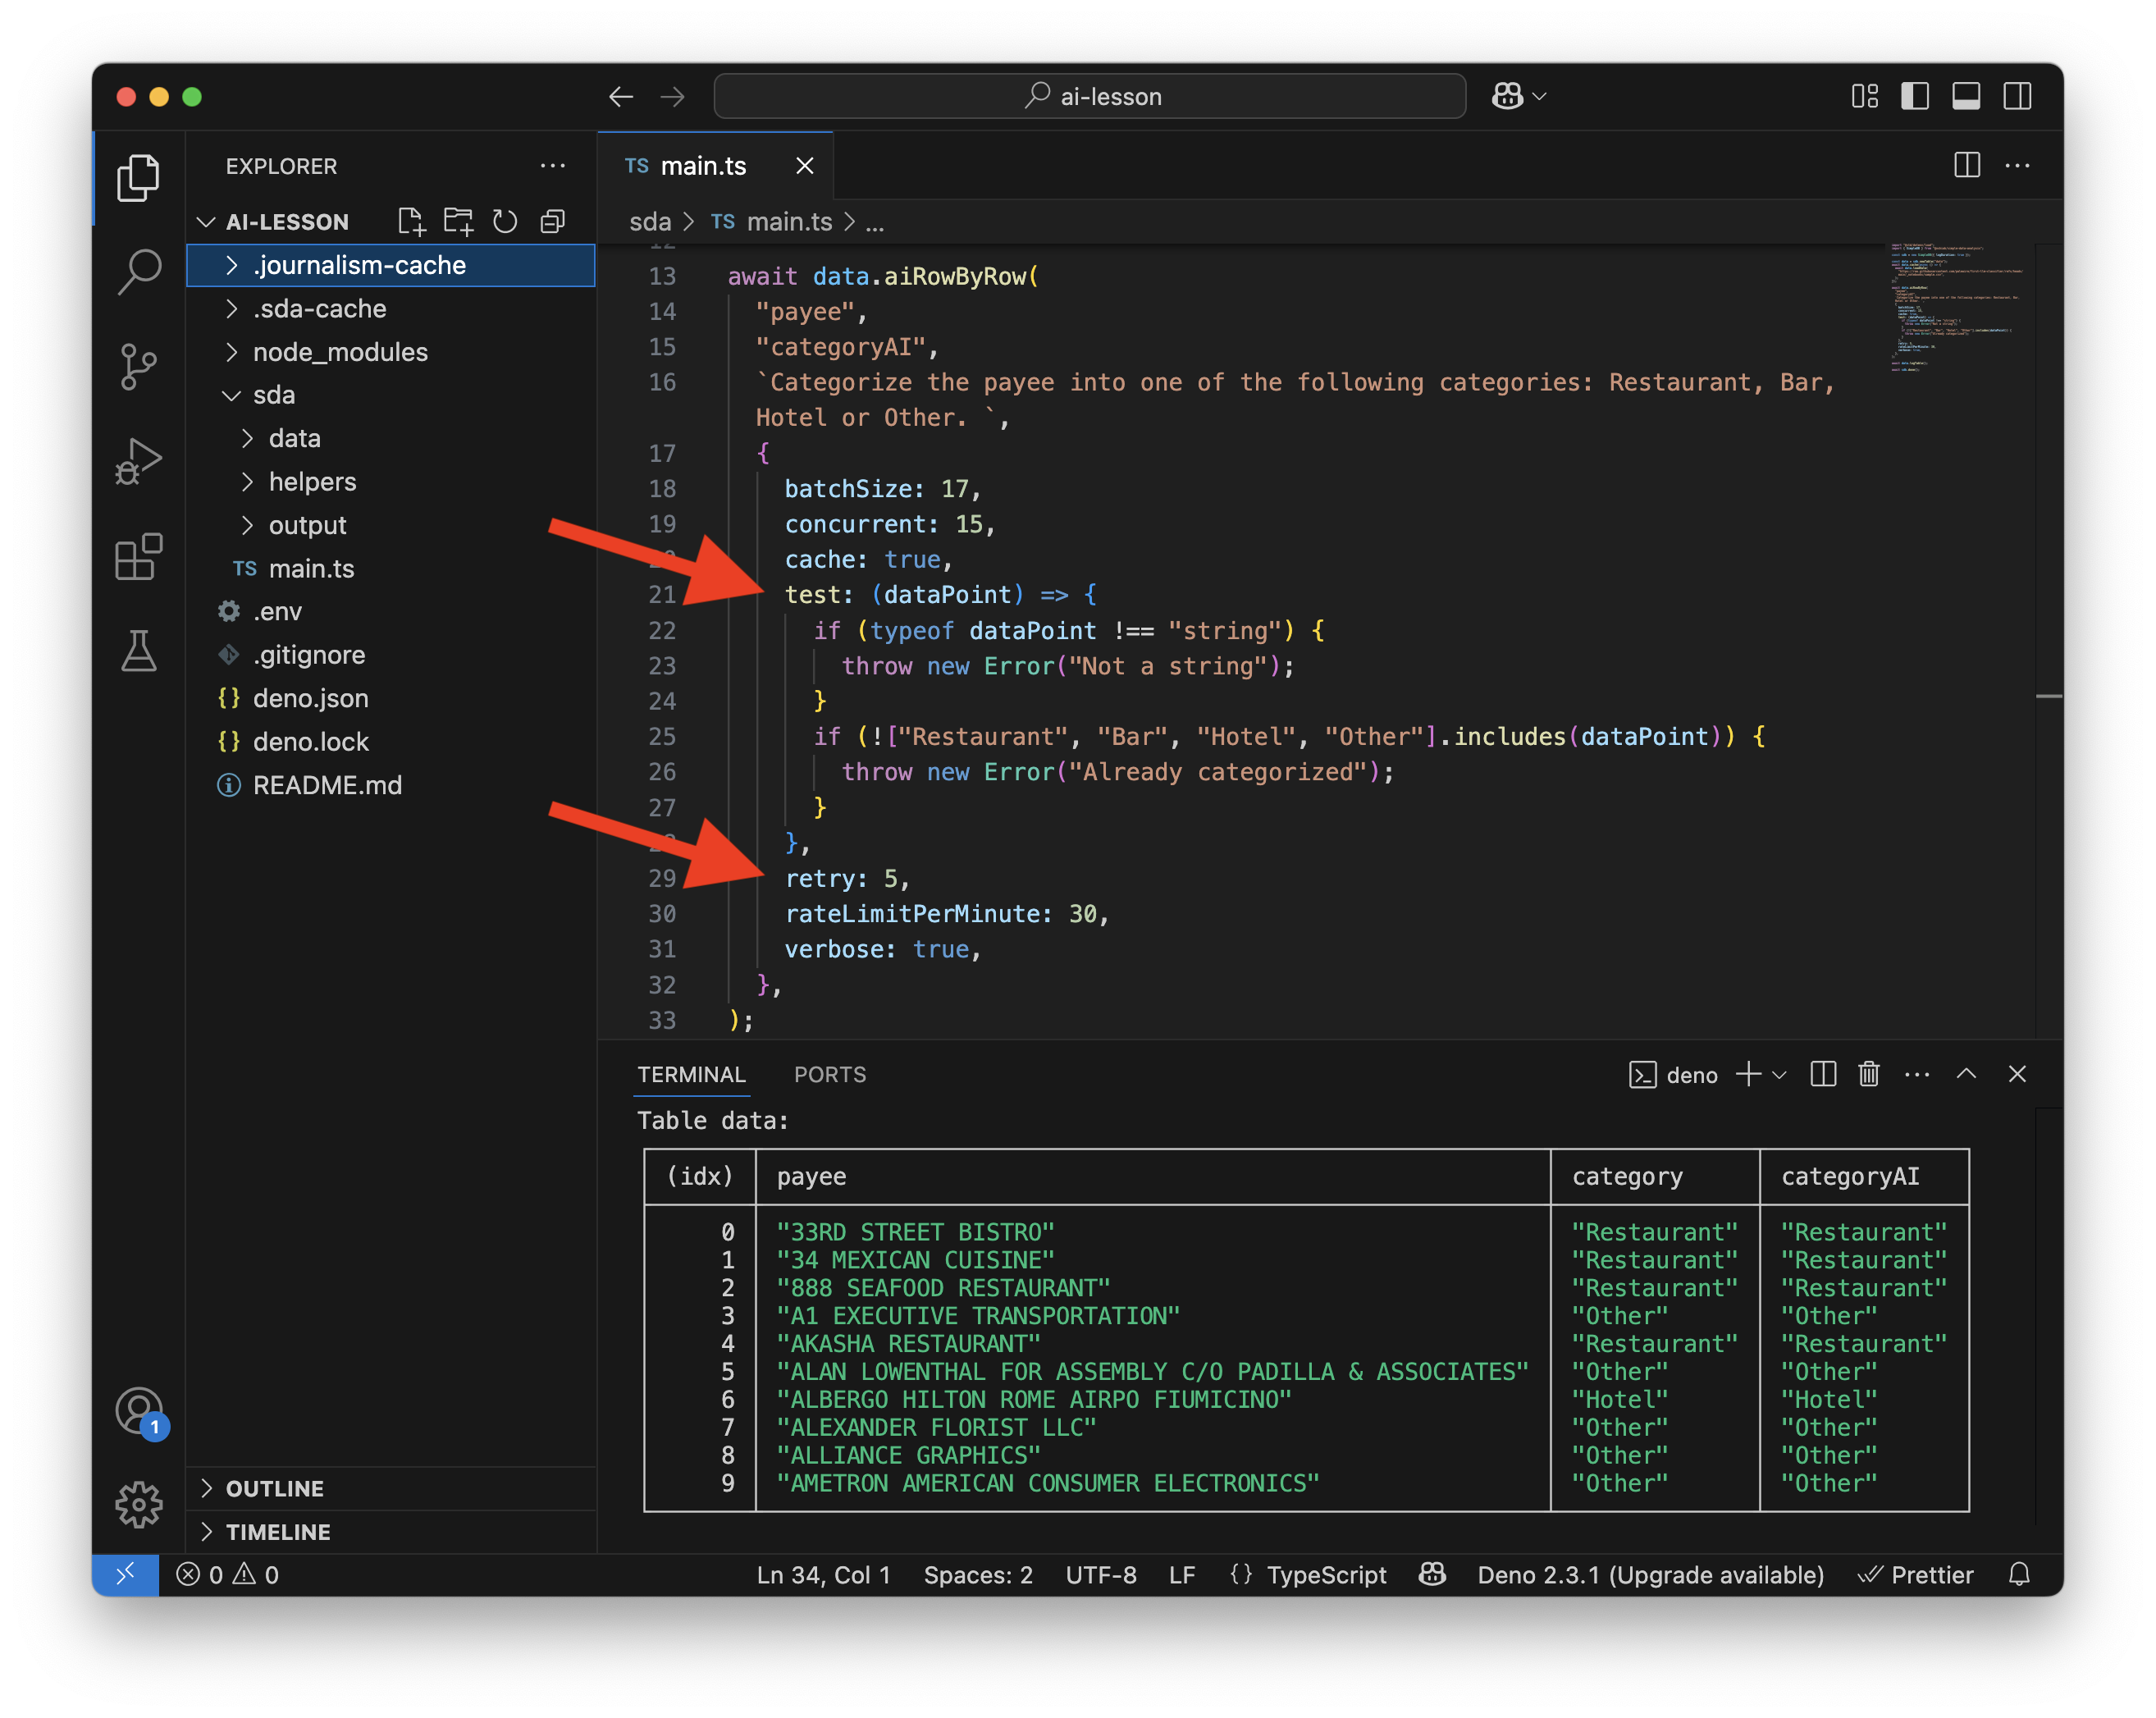 ai-lesson
EXPLORER
AI-LESSON
.journalism-cache
.sda-cache
node_modules
sda
data
helpers
output
TS main.ts
.env
.gitignore
{} deno.json
{} deno.lock
README.md
OUTLINE
TIMELINE
1
TS main.ts
sda > TS main.ts > ...
12
13 await data.aiRowByRow(
14 "payee",
15 "categoryAI",
16 `Categorize the payee into one of the following categories: Restaurant, Bar,
Hotel or Other. `,
17 {
18 batchSize: 17,
19 concurrent: 15,
cache: true,
21 test: (dataPoint) => {
22 if (typeof dataPoint !== "string") {
23 throw new Error("Not a string");
24 }
25 if (!["Restaurant", "Bar", "Hotel", "Other"].includes(dataPoint)) {
26 throw new Error("Already categorized");
27 }
},
29 retry: 5,
30 rateLimitPerMinute: 30,
31 verbose: true,
32 },
33 );
TERMINAL PORTS
deno
Table data:
(idx) payee category categoryAI
0 "33RD STREET BISTRO" "Restaurant" "Restaurant"
1 "34 MEXICAN CUISINE" "Restaurant" "Restaurant"
2 "888 SEAFOOD RESTAURANT" "Restaurant" "Restaurant"
3 "A1 EXECUTIVE TRANSPORTATION" "Other" "Other"
4 "AKASHA RESTAURANT" "Restaurant" "Restaurant"
5 "ALAN LOWENTHAL FOR ASSEMBLY C/O PADILLA & ASSOCIATES" "Other" "Other"
6 "ALBERGO HILTON ROME AIRPO FIUMICINO" "Hotel" "Hotel"
7 "ALEXANDER FLORIST LLC" "Other" "Other"
8 "ALLIANCE GRAPHICS" "Other" "Other"
9 "AMETRON AMERICAN CONSUMER ELECTRONICS" "Other" "Other"
0 0 Ln 34, Col 1 Spaces: 2 UTF-8 LF {} TypeScript Deno 2.3.1 (Upgrade available) Prettier